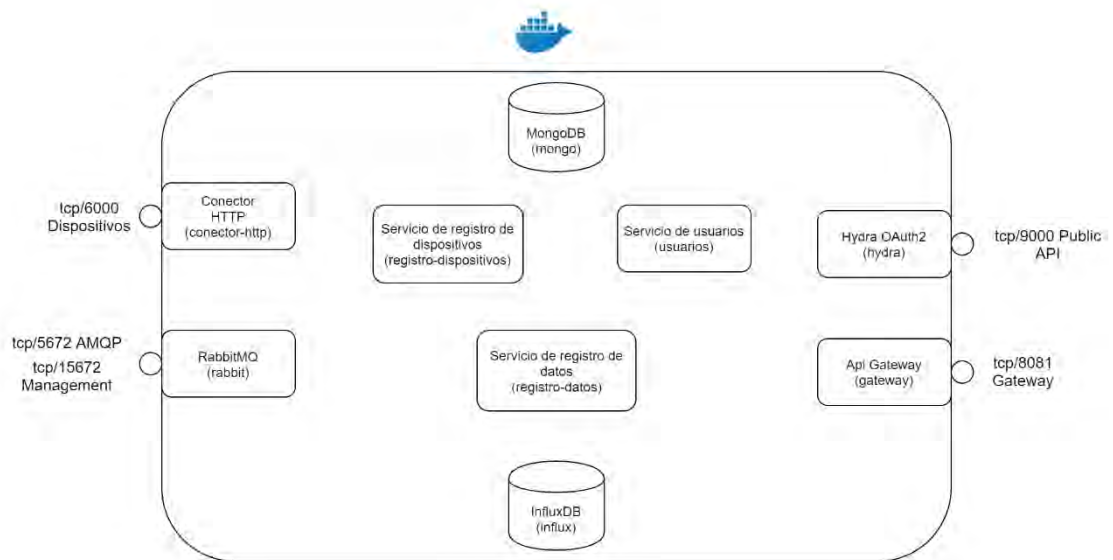 MongoDB
(mongo)
tcp/6000
Dispositivos
Conector
HTTP
(conector-http)
Servicio de registro de
dispositivos
(registro-dispositivos)
Servicio de usuarios
(usuarios)
Hydra OAuth2
(hydra)
tcp/9000 Public
API
tcp/5672 AMQP
tcp/15672
Management
RabbitMQ
(rabbit)
Servicio de registro de
datos
(registro-datos)
Api Gateway
(gateway)
tcp/8081
Gateway
InfluxDB
(influx)